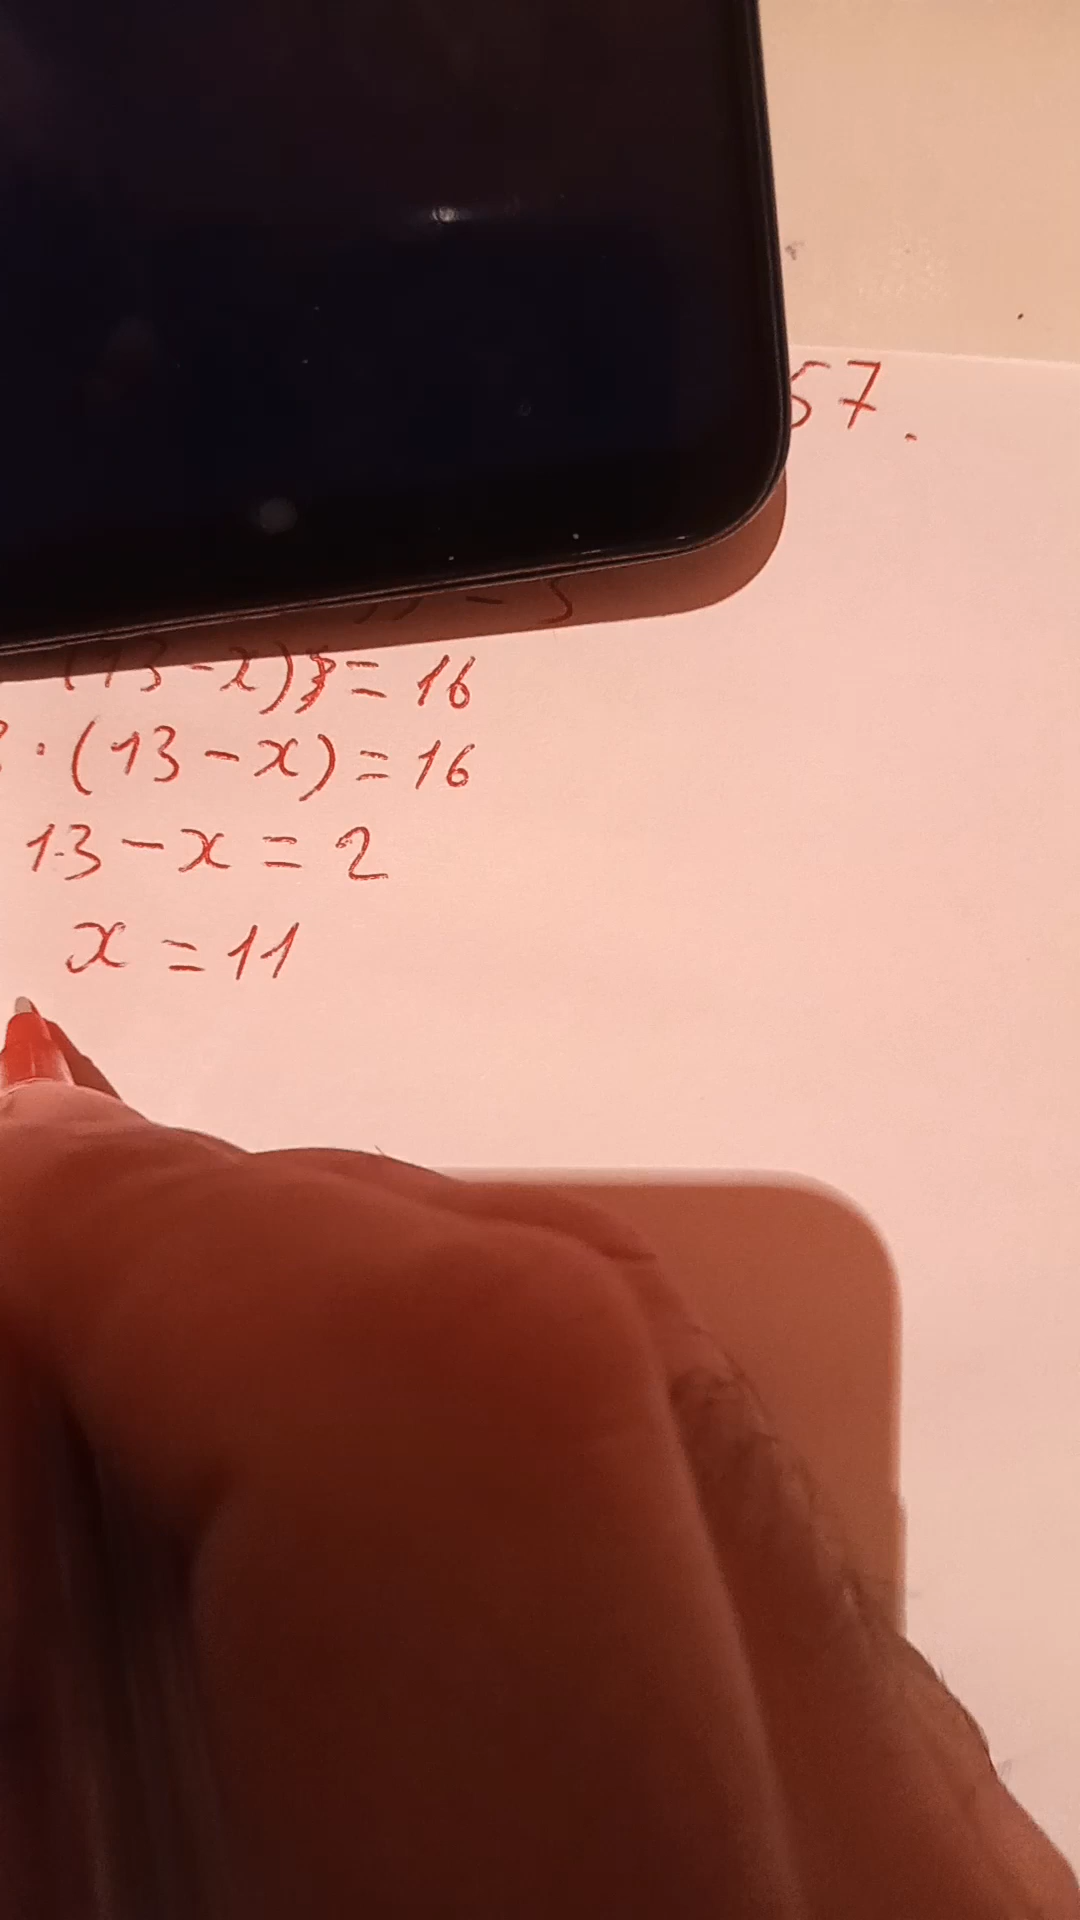 57.
(13-x)}=16
·(13-x)=16
13-x=2
x=11